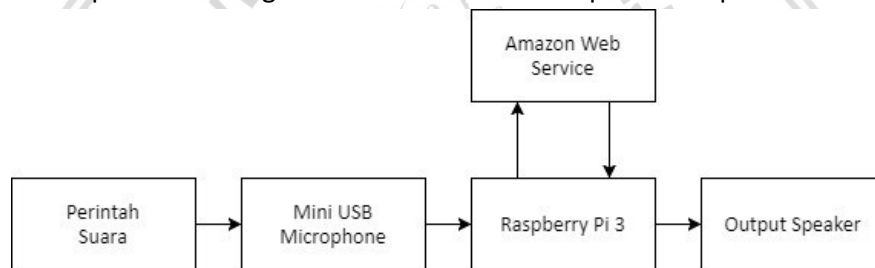 Amazon Web
Service
Perintah
Suara
Mini USB
Microphone
Raspberry Pi 3
Output Speaker